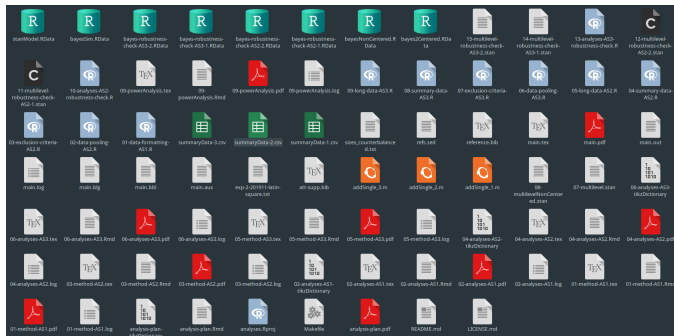 stanModel.RData bayesSim.RData bayes-robustness-check-AS3-2.RData bayes-robustness-check-AS3-1.RData bayes-robustness-check-AS2-2.RData bayes-robustness-check-AS2-1.RData bayesNonCentered.RData bayes2Centered.RData 15-multilevel-robustness-check-AS3-2.stan 14-multilevel-robustness-check-AS3-1.stan 13-analyses-AS3-robustness-check.R 12-multilevel-robustness-check-AS2-2.stan
11-multilevel-robustness-check-AS2-1.stan 10-analyses-AS2-robustness-check.R 09-powerAnalysis.tex 09-powerAnalysis.Rmd 09-powerAnalysis.pdf 09-powerAnalysis.log 09-long-data-AS3.R 08-summary-data-AS3.R 07-exclusion-criteria-AS3.R 06-data-pooling-AS3.R 05-long-data-AS2.R 04-summary-data-AS2.R
03-exclusion-criteria-AS2.R 02-data-pooling-AS2.R 01-data-formatting-AS1.R summaryData-3.csv summaryData-2.csv summaryData-1.csv sizes_counterbalanced.txt refs.sed reference.bib main.tex main.pdf main.out
main.log main.blg main.bbl main.aux exp-2-201911-latin-square.txt att-supp.bib addSingle_3.m addSingle_2.m addSingle_1.m 08-multilevelNonCentered.stan 07-multilevel.stan 06-analyses-AS3-tikzDictionary
06-analyses-AS3.tex 06-analyses-AS3.Rmd 06-analyses-AS3.pdf 06-analyses-AS3.log 05-method-AS3.tex 05-method-AS3.Rmd 05-method-AS3.pdf 05-method-AS3.log 04-analyses-AS2-tikzDictionary 04-analyses-AS2.tex 04-analyses-AS2.Rmd 04-analyses-AS2.pdf
04-analyses-AS2.log 03-method-AS2.tex 03-method-AS2.Rmd 03-method-AS2.pdf 03-method-AS2.log 02-analyses-AS1-tikzDictionary 02-analyses-AS1.tex 02-analyses-AS1.Rmd 02-analyses-AS1.pdf 02-analyses-AS1.log 01-method-AS1.tex 01-method-AS1.Rmd
01-method-AS1.pdf 01-method-AS1.log analysis-plan-tikzDictionary analysis-plan.Rmd analyses.Rproj Makefile analysis-plan.pdf README.md LICENSE.md